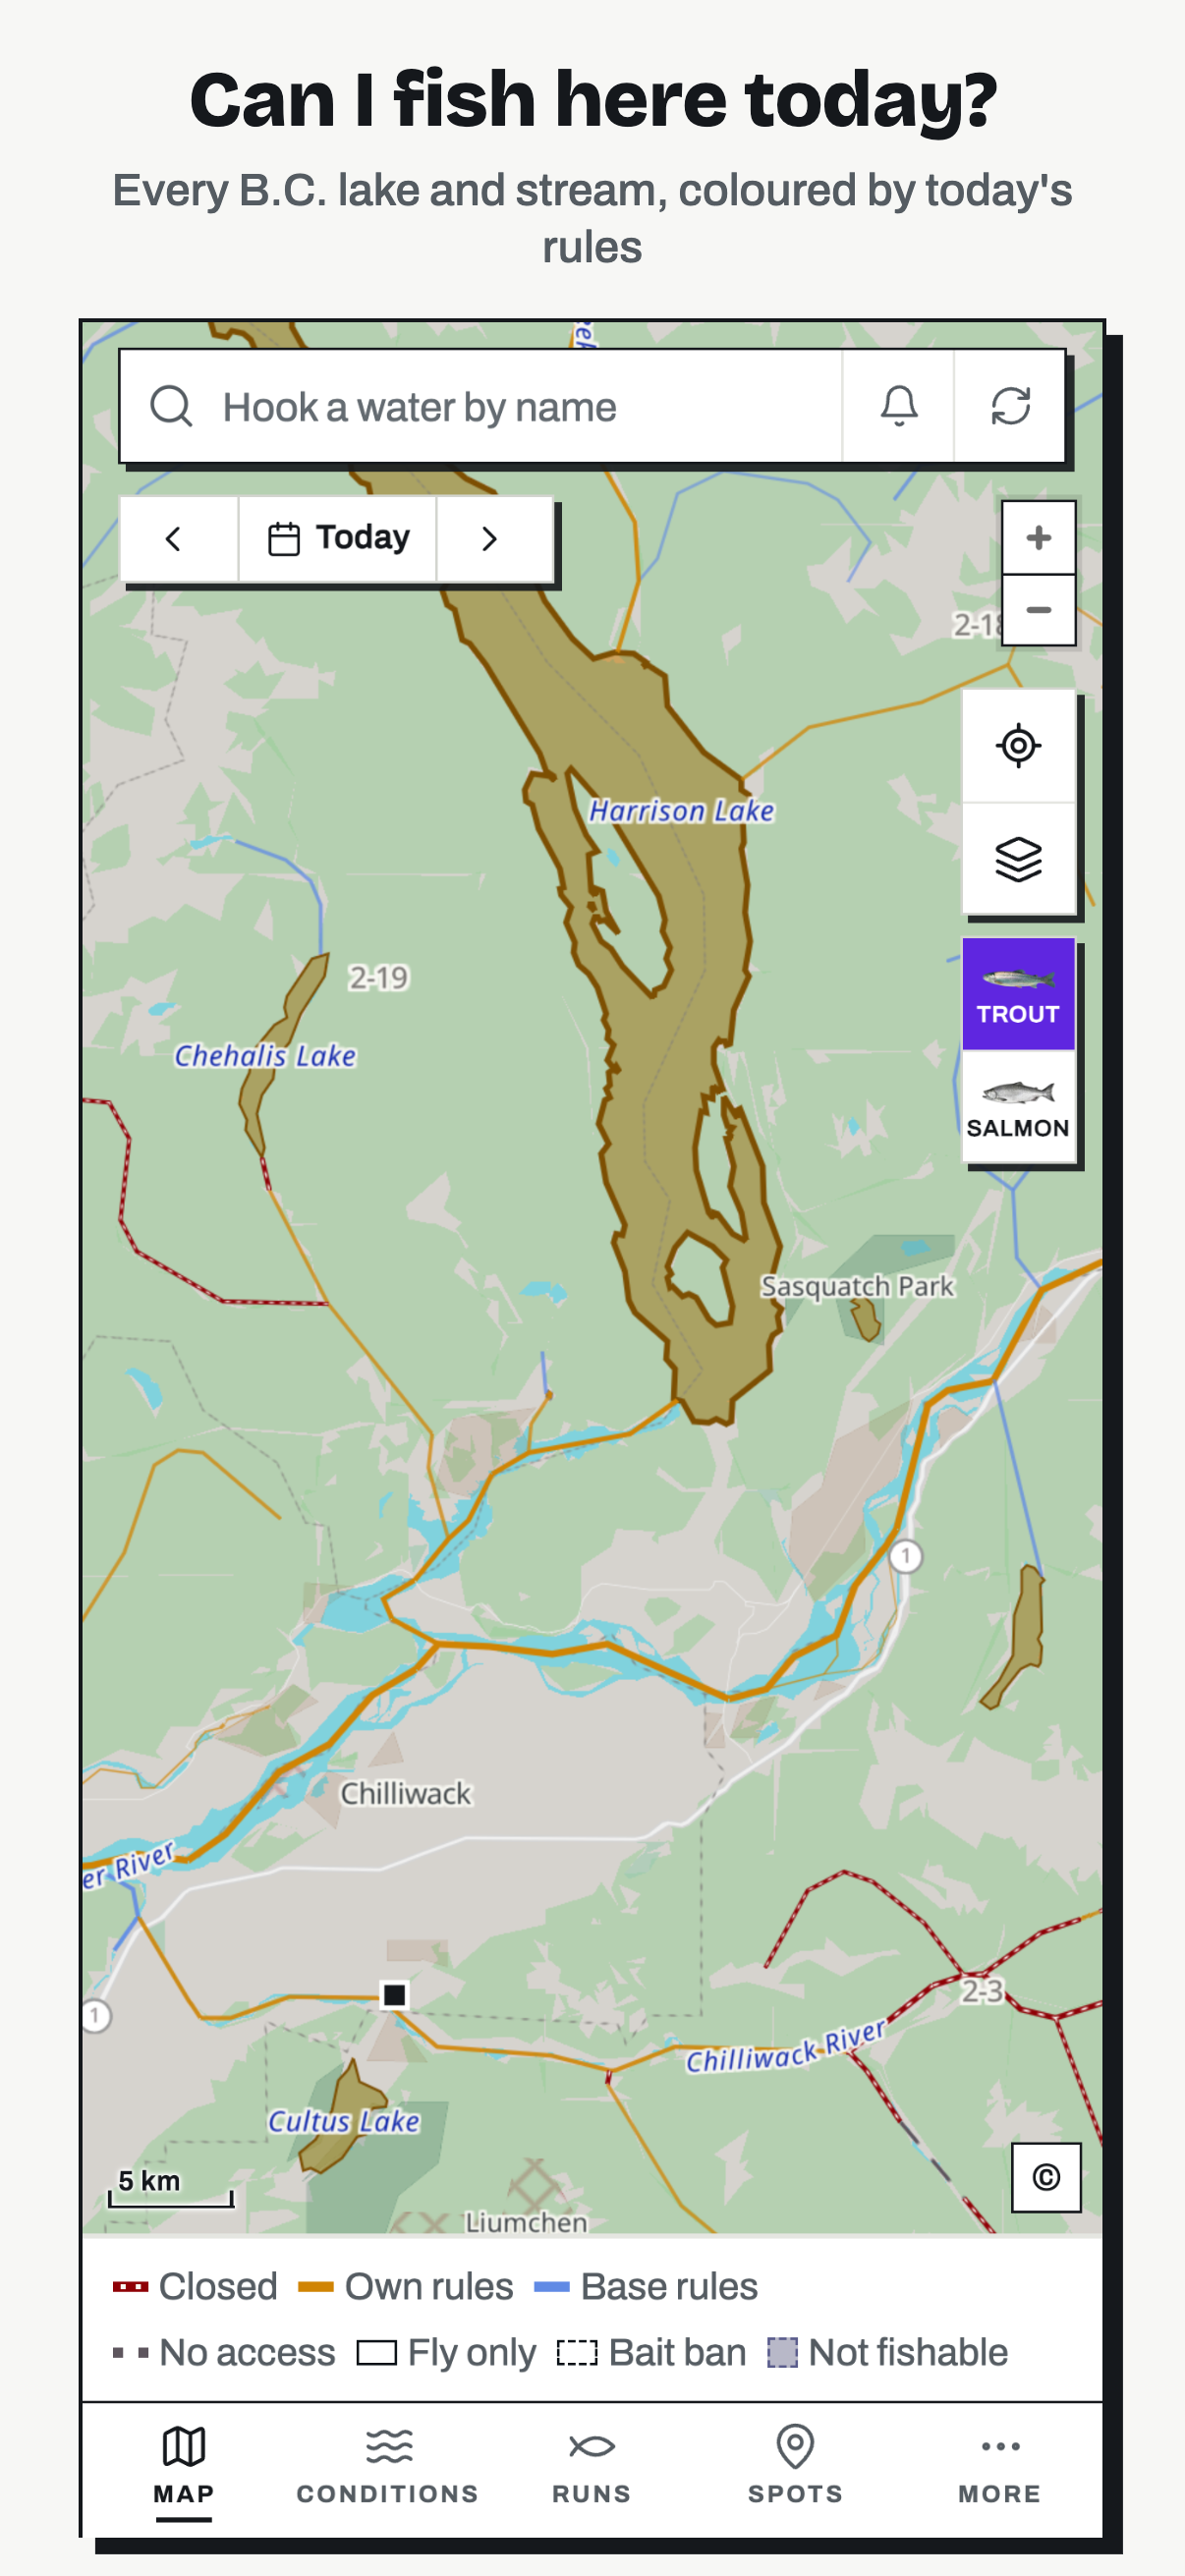 Can I fish here today?
Every B.C. lake and stream, coloured by today's
rules
Hook a water by name
Today
+
−
Harrison Lake
2-19
Chehalis Lake
TROUT
SALMON
Sasquatch Park
1
Chilliwack
er River
1
2-3
Chilliwack River
Cultus Lake
5 km
©
Liumchen
Closed Own rules Base rules
No access Fly only Bait ban Not fishable
MAP CONDITIONS RUNS SPOTS MORE